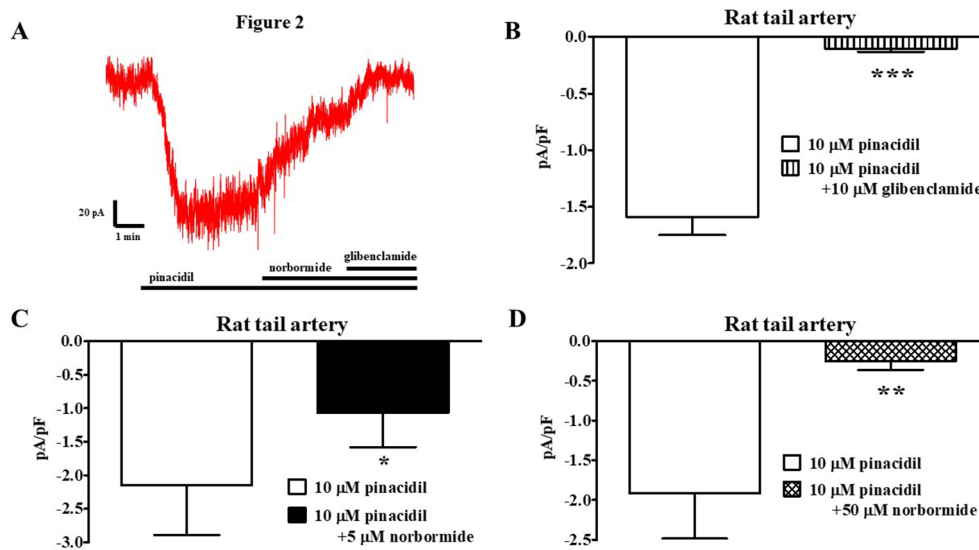 Figure 2
A
20 pA
1 min
pinacidil
norbormide
glibenclamide
B
Rat tail artery
0.0
-0.5
-1.0
-1.5
-2.0
pA/pF
***
10 µM pinacidil
10 µM pinacidil
+10 µM glibenclamide
C
Rat tail artery
0.0
-0.5
-1.0
-1.5
-2.0
-2.5
-3.0
pA/pF
*
10 µM pinacidil
10 µM pinacidil
+5 µM norbormide
D
Rat tail artery
0.0
-0.5
-1.0
-1.5
-2.0
-2.5
pA/pF
**
10 µM pinacidil
10 µM pinacidil
+50 µM norbormide